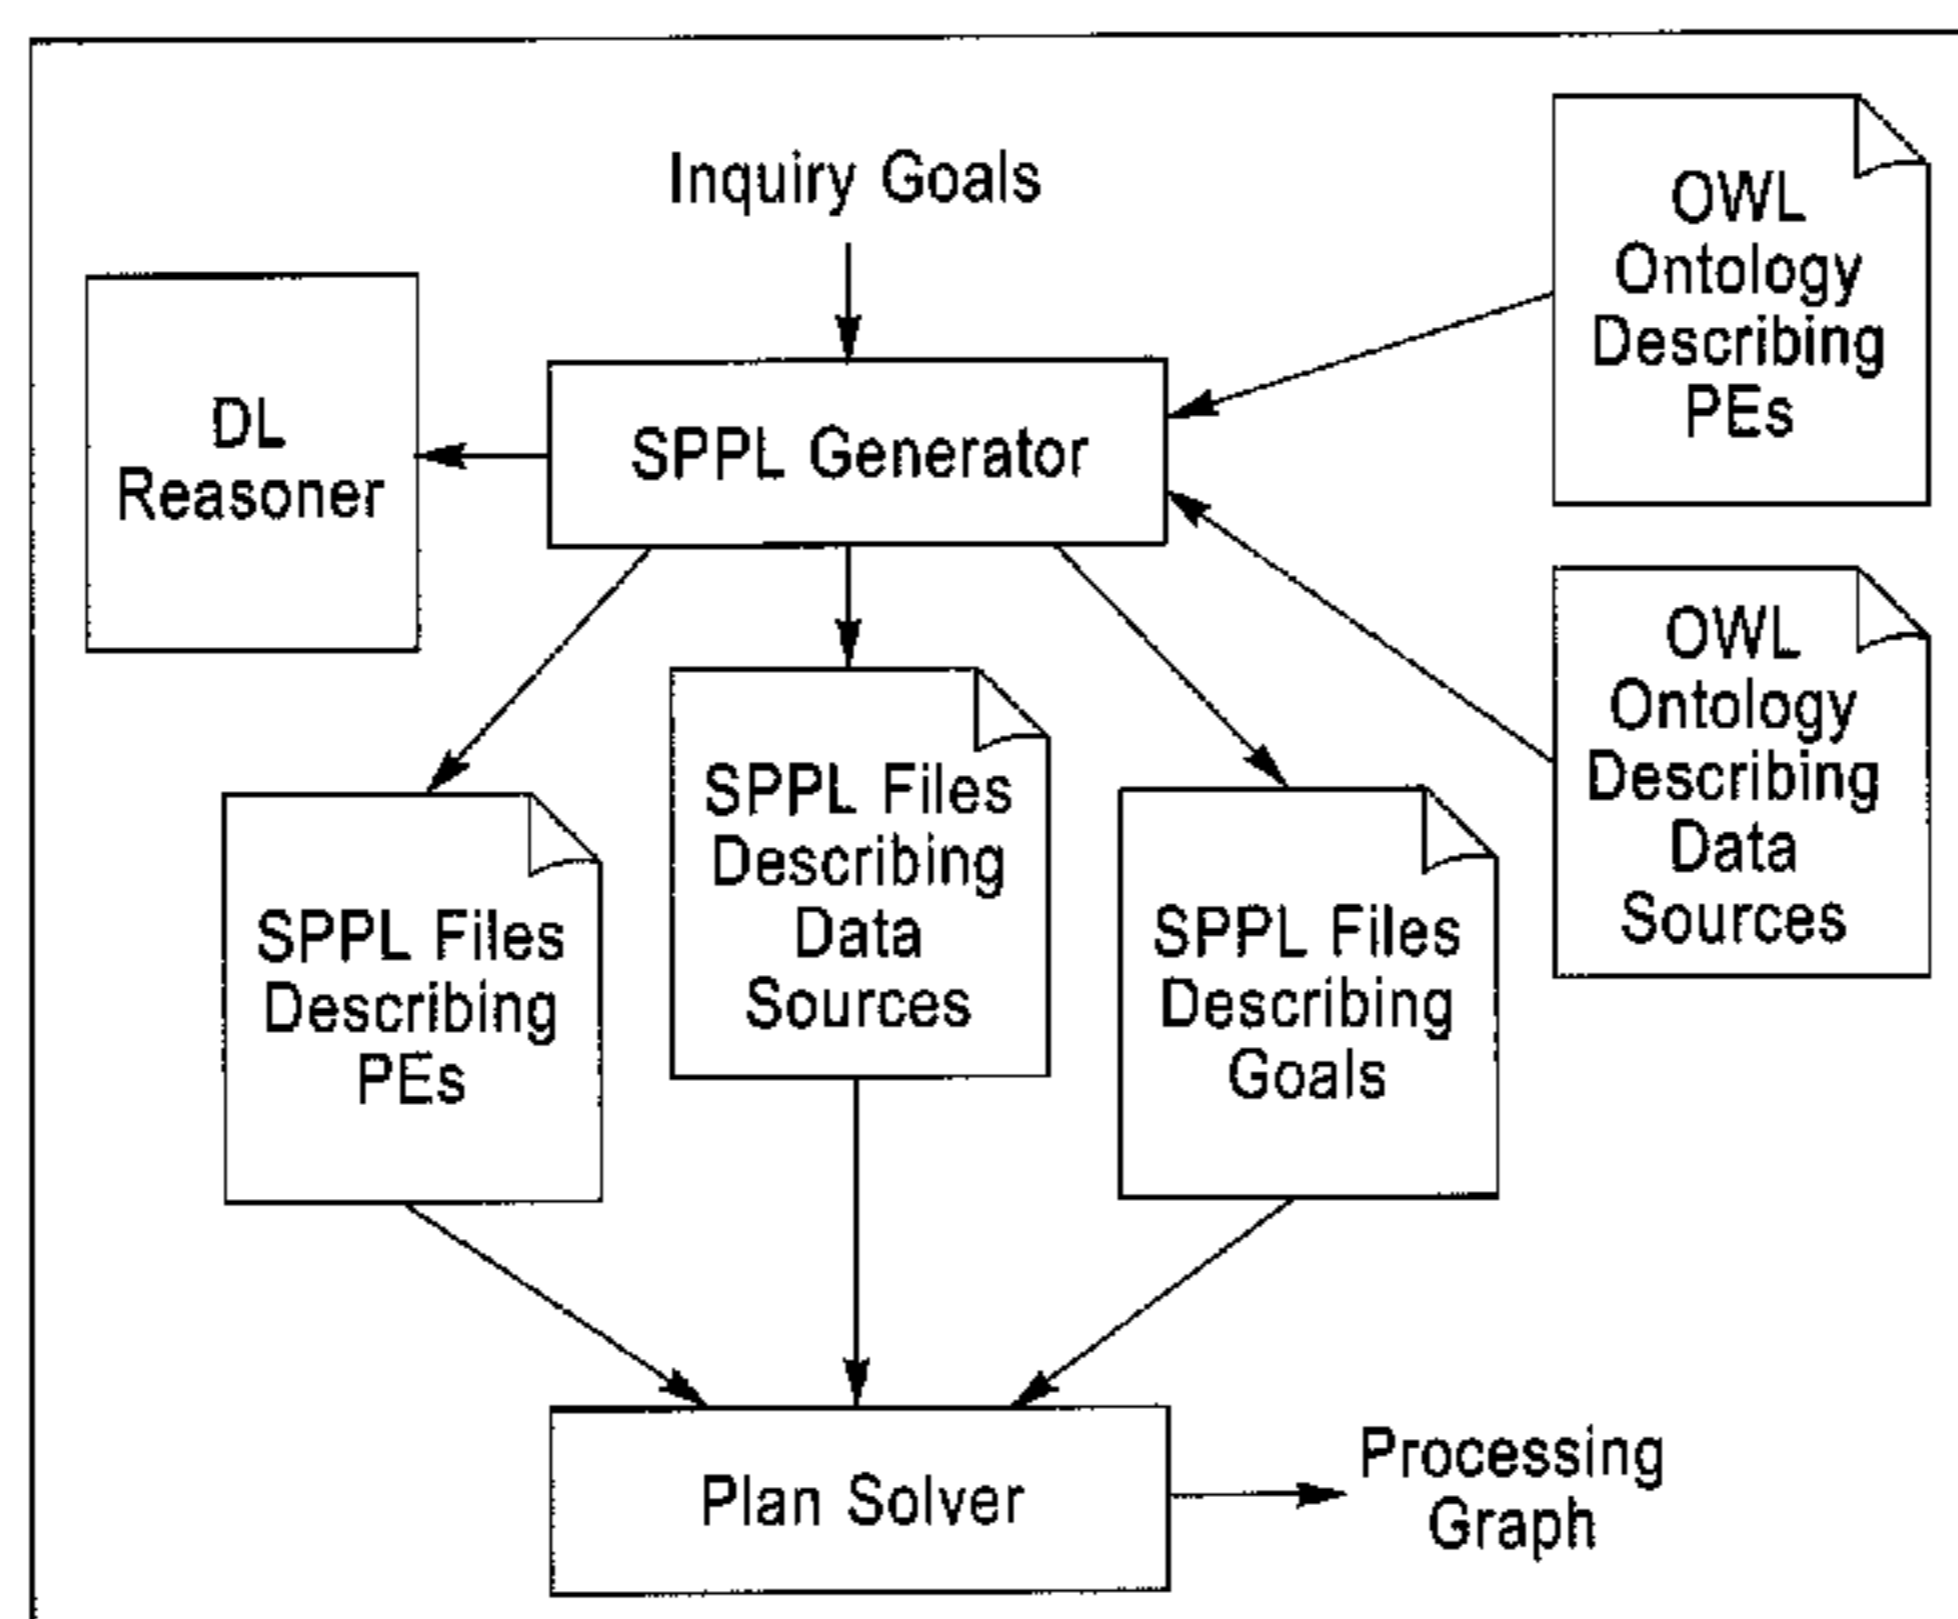 Inquiry Goals
OWL
Ontology
Describing
PEs
DL
Reasoner
SPPL Generator
OWL
Ontology
Describing
Data
Sources
SPPL Files
Describing
PEs
SPPL Files
Describing
Data
Sources
SPPL Files
Describing
Goals
Plan Solver
Processing
Graph